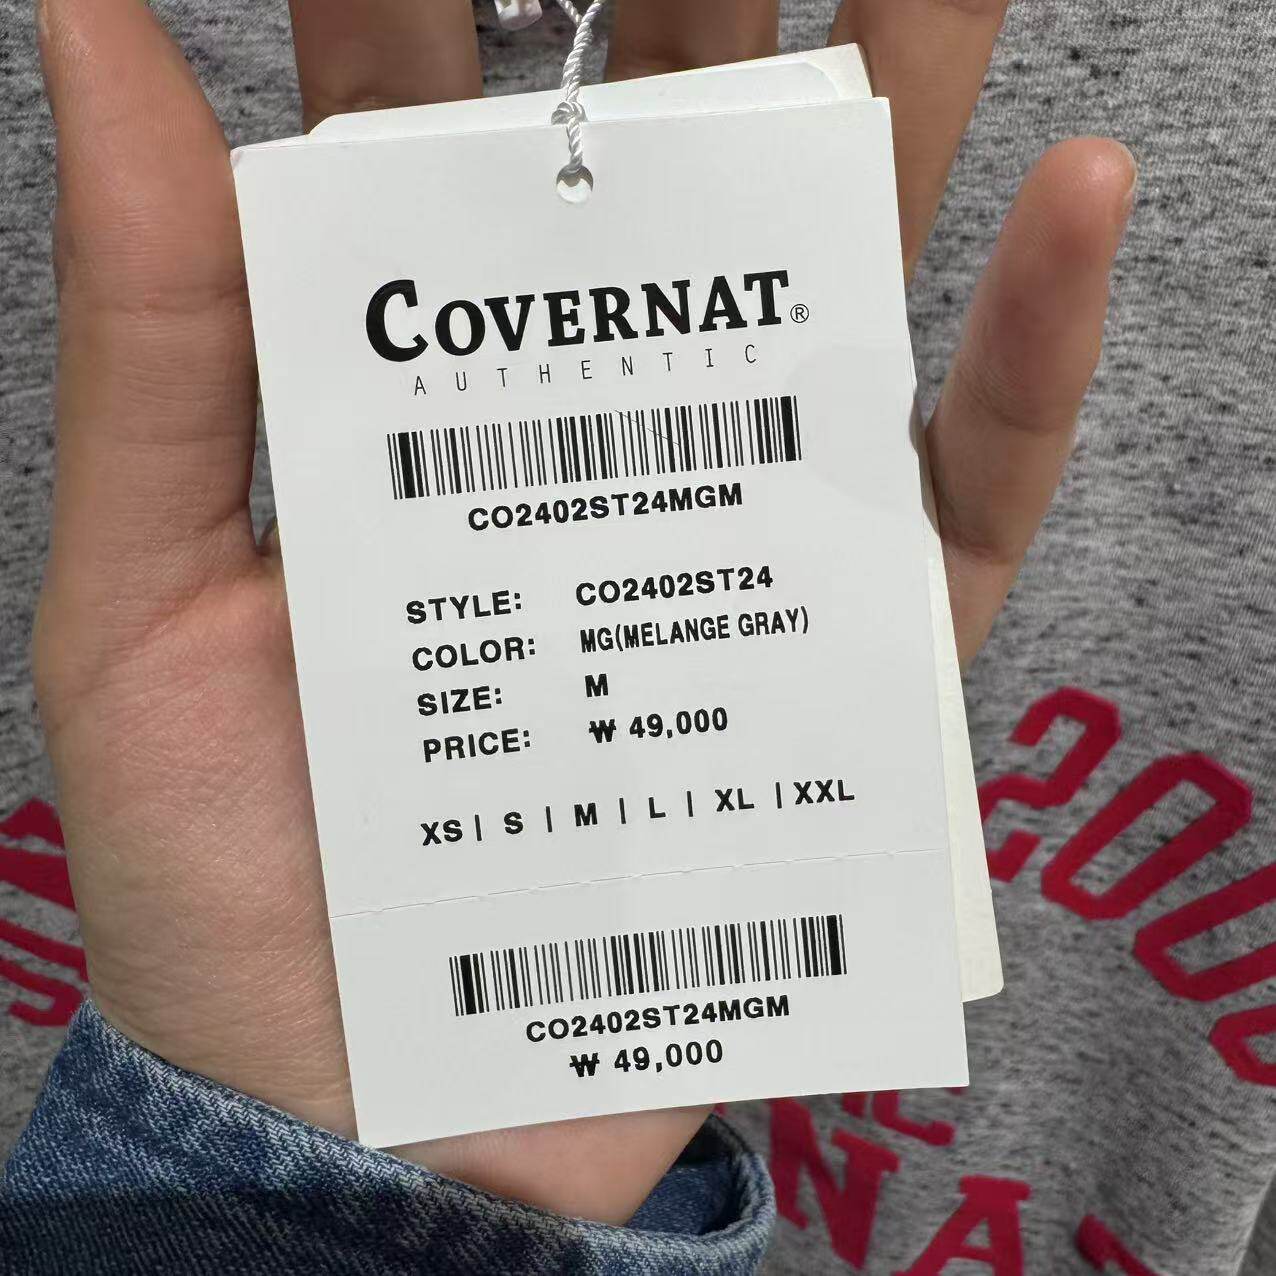 COVERNAT®
AUTHENTIC
CO2402ST24MGM
STYLE: CO2402ST24
COLOR: MG(MELANGE GRAY)
SIZE: M
PRICE: ₩ 49,000
XS | S | M | L | XL | XXL
CO2402ST24MGM
₩ 49,000